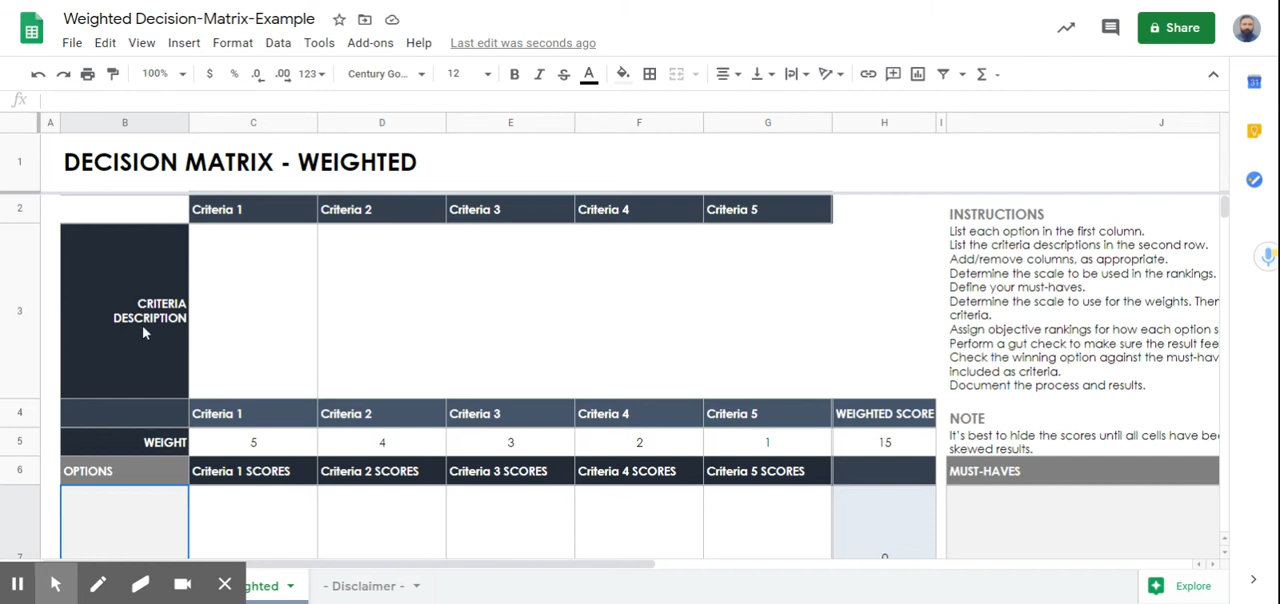 Weighted Decision-Matrix-Example
File Edit View Insert Format Data Tools Add-ons Help Last edit was seconds ago
Share
100% $ % .0 .00 123 Century Go... 12 B I S A
fx
A B C D E F G H I J
1 DECISION MATRIX - WEIGHTED
2 Criteria 1 Criteria 2 Criteria 3 Criteria 4 Criteria 5
3 CRITERIA
DESCRIPTION
INSTRUCTIONS
List each option in the first column.
List the criteria descriptions in the second row.
Add/remove columns, as appropriate.
Determine the scale to be used in the rankings.
Define your must-haves.
Determine the scale to use for the weights. Then
criteria.
Assign objective rankings for how each option s
Perform a gut check to make sure the result fee
Check the winning option against the must-hav
included as criteria.
Document the process and results.
4 Criteria 1 Criteria 2 Criteria 3 Criteria 4 Criteria 5 WEIGHTED SCORE
5 WEIGHT 5 4 3 2 1 15
NOTE
It's best to hide the scores until all cells have bee
skewed results.
6 OPTIONS Criteria 1 SCORES Criteria 2 SCORES Criteria 3 SCORES Criteria 4 SCORES Criteria 5 SCORES MUST-HAVES
7 0
ghted - Disclaimer - Explore
31